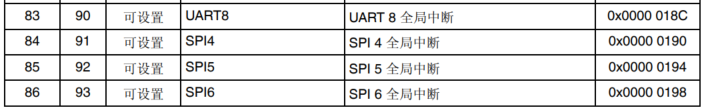 83 90 可设置 UART8 UART 8 全局中断 0x0000 018C
84 91 可设置 SPI4 SPI 4 全局中断 0x0000 0190
85 92 可设置 SPI5 SPI 5 全局中断 0x0000 0194
86 93 可设置 SPI6 SPI 6 全局中断 0x0000 0198